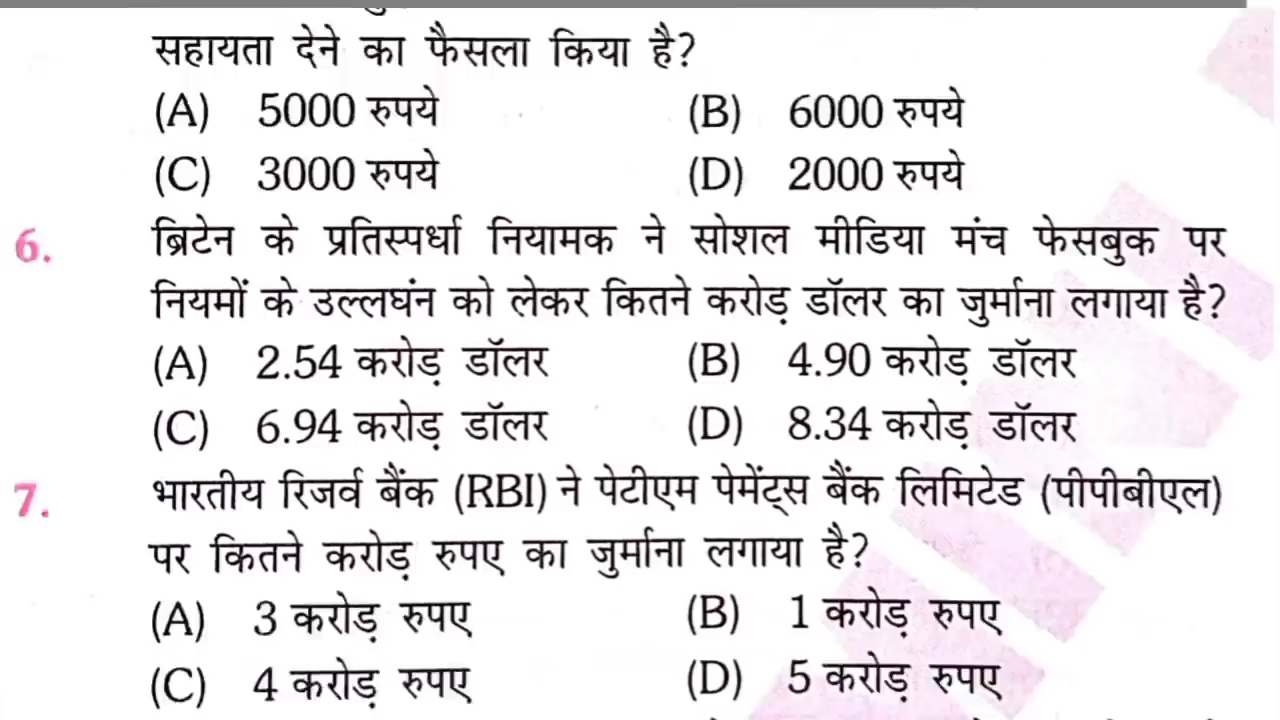 सहायता देने का फैसला किया है?
(A) 5000 रुपये (B) 6000 रुपये
(C) 3000 रुपये (D) 2000 रुपये
6. ब्रिटेन के प्रतिस्पर्धा नियामक ने सोशल मीडिया मंच फेसबुक पर
नियमों के उल्लघंन को लेकर कितने करोड़ डॉलर का जुर्माना लगाया है?
(A) 2.54 करोड़ डॉलर (B) 4.90 करोड़ डॉलर
(C) 6.94 करोड़ डॉलर (D) 8.34 करोड़ डॉलर
7. भारतीय रिजर्व बैंक (RBI) ने पेटीएम पेमेंट्स बैंक लिमिटेड (पीपीबीएल)
पर कितने करोड़ रुपए का जुर्माना लगाया है?
(A) 3 करोड़ रुपए (B) 1 करोड़ रुपए
(C) 4 करोड़ रुपए (D) 5 करोड़ रुपए